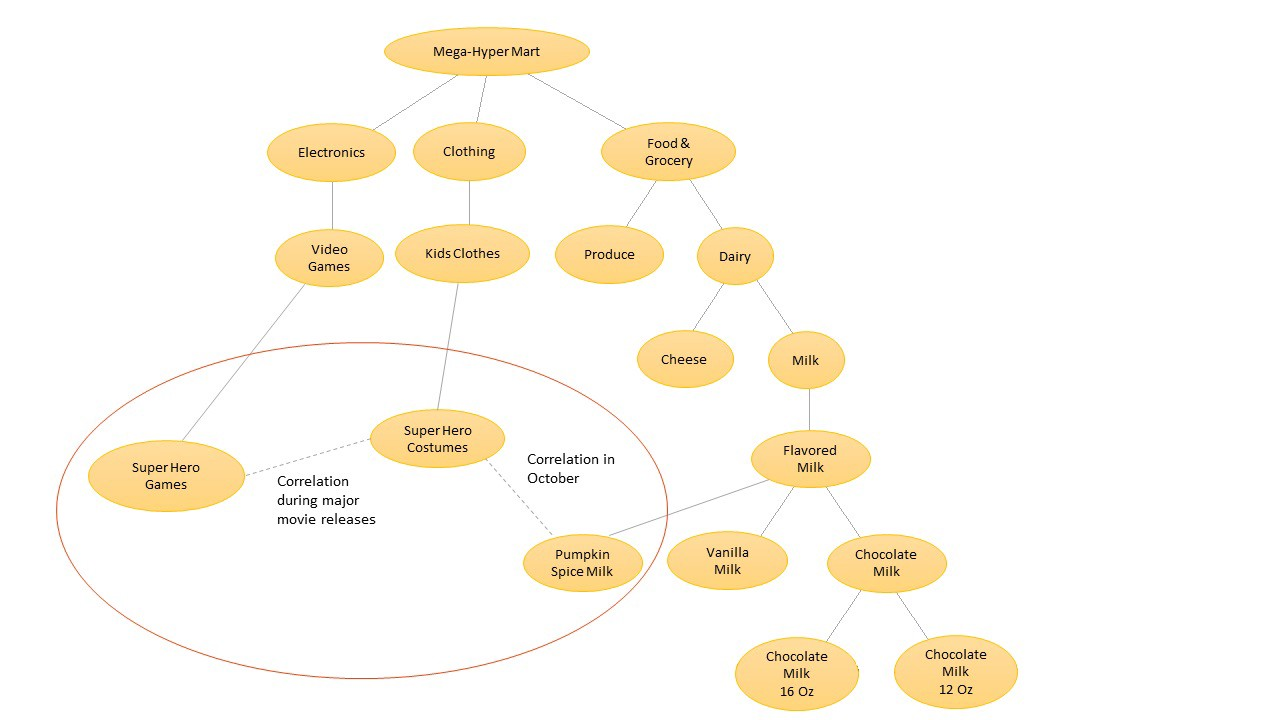 Mega-Hyper Mart
Electronics
Clothing
Food &
Grocery
Video
Games
Kids Clothes
Produce
Dairy
Cheese
Milk
Super Hero
Games
Correlation
during major
movie releases
Super Hero
Costumes
Correlation in
October
Flavored
Milk
Pumpkin
Spice Milk
Vanilla
Milk
Chocolate
Milk
Chocolate
Milk
16 Oz
Chocolate
Milk
12 Oz